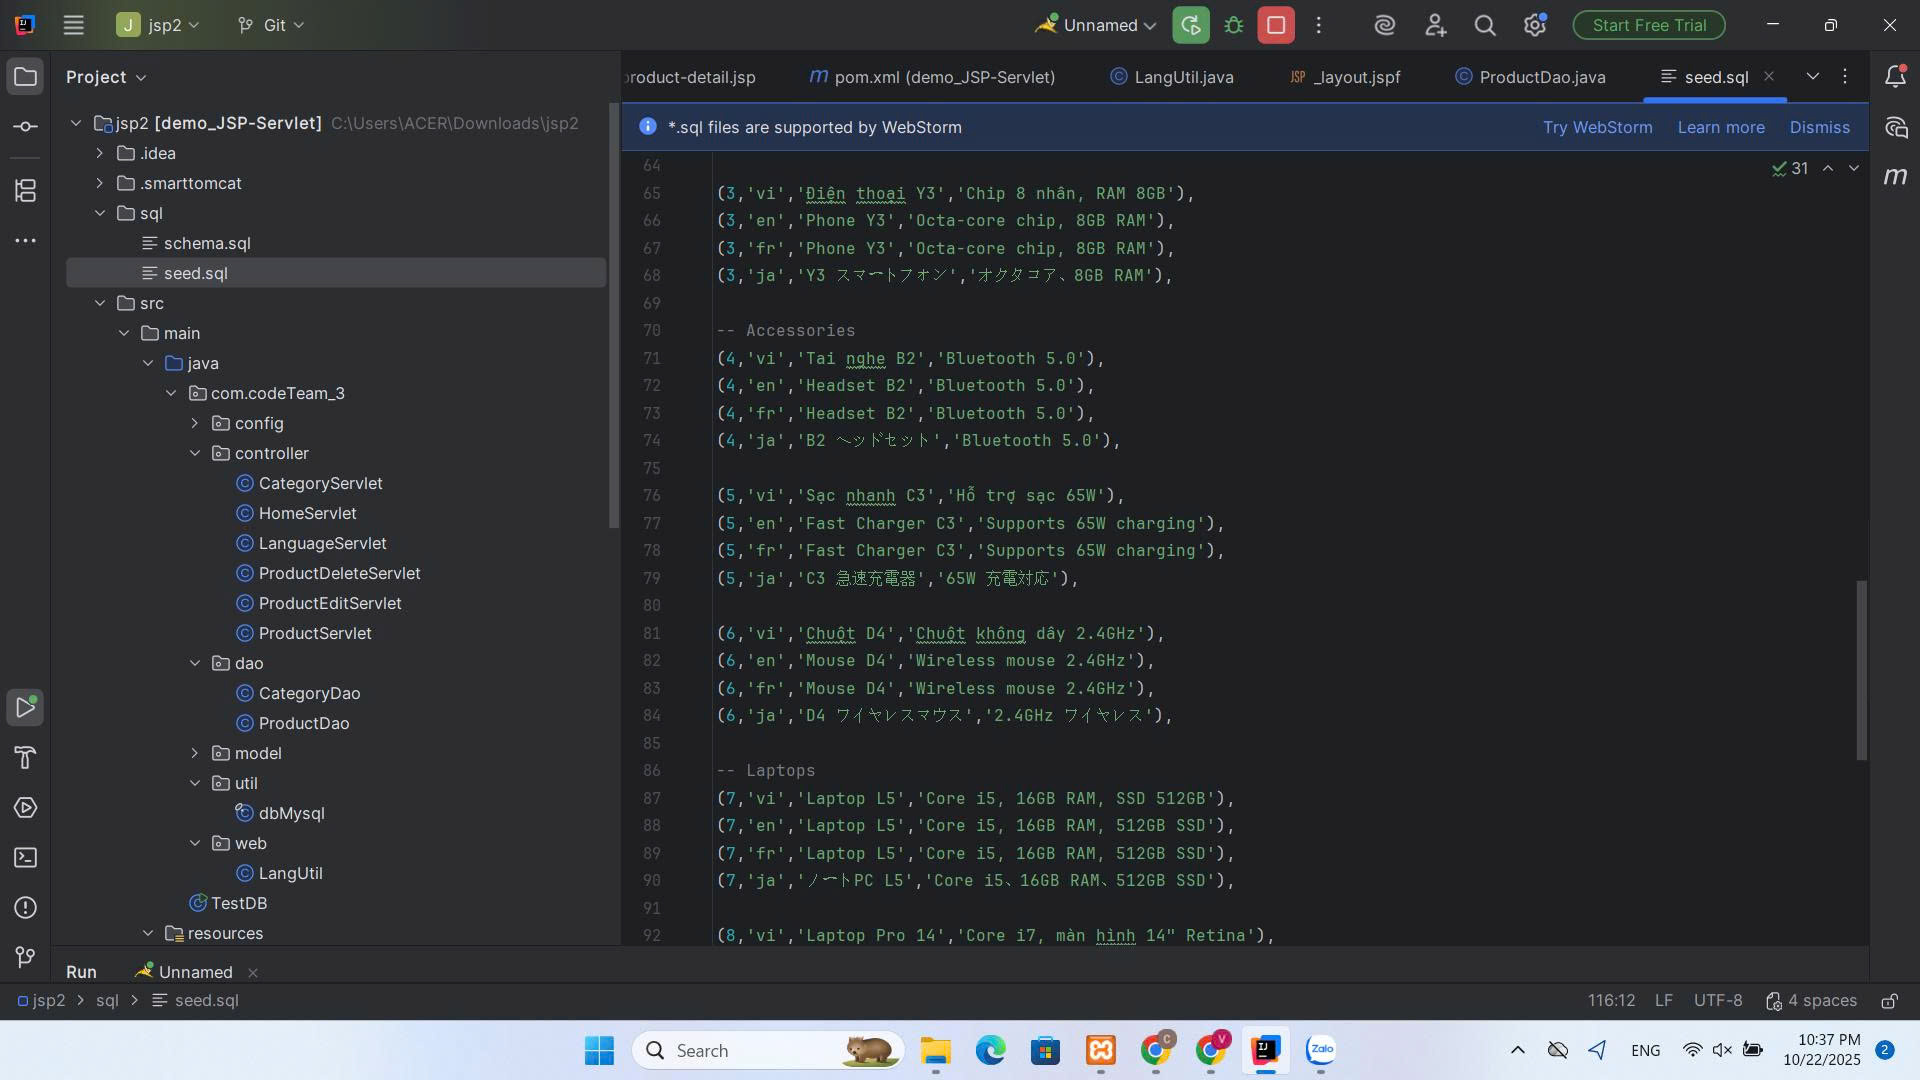 jsp2
Git
Unnamed
Start Free Trial
Project
roduct-detail.jsp
pom.xml (demo_JSP-Servlet)
LangUtil.java
_layout.jspf
ProductDao.java
seed.sql
*.sql files are supported by WebStorm
Try WebStorm
Learn more
Dismiss
jsp2 [demo_JSP-Servlet] C:\Users\ACER\Downloads\jsp2
.idea
.smarttomcat
sql
schema.sql
seed.sql
src
main
java
com.codeTeam_3
config
controller
CategoryServlet
HomeServlet
LanguageServlet
ProductDeleteServlet
ProductEditServlet
ProductServlet
dao
CategoryDao
ProductDao
model
util
dbMysql
web
LangUtil
TestDB
resources
31
64
65 (3,'vi','Điện thoại Y3','Chip 8 nhân, RAM 8GB'),
66 (3,'en','Phone Y3','Octa-core chip, 8GB RAM'),
67 (3,'fr','Phone Y3','Octa-core chip, 8GB RAM'),
68 (3,'ja','Y3 スマートフォン','オクタコア、8GB RAM'),
69
70 -- Accessories
71 (4,'vi','Tai nghe B2','Bluetooth 5.0'),
72 (4,'en','Headset B2','Bluetooth 5.0'),
73 (4,'fr','Headset B2','Bluetooth 5.0'),
74 (4,'ja','B2 ヘッドセット','Bluetooth 5.0'),
75
76 (5,'vi','Sạc nhanh C3','Hỗ trợ sạc 65W'),
77 (5,'en','Fast Charger C3','Supports 65W charging'),
78 (5,'fr','Fast Charger C3','Supports 65W charging'),
79 (5,'ja','C3 急速充電器','65W 充電対応'),
80
81 (6,'vi','Chuột D4','Chuột không dây 2.4GHz'),
82 (6,'en','Mouse D4','Wireless mouse 2.4GHz'),
83 (6,'fr','Mouse D4','Wireless mouse 2.4GHz'),
84 (6,'ja','D4 ワイヤレスマウス','2.4GHz ワイヤレス'),
85
86 -- Laptops
87 (7,'vi','Laptop L5','Core i5, 16GB RAM, SSD 512GB'),
88 (7,'en','Laptop L5','Core i5, 16GB RAM, 512GB SSD'),
89 (7,'fr','Laptop L5','Core i5, 16GB RAM, 512GB SSD'),
90 (7,'ja','ノートPC L5','Core i5、16GB RAM、512GB SSD'),
91
92 (8,'vi','Laptop Pro 14','Core i7, màn hình 14" Retina'),
Run
Unnamed
jsp2 > sql > seed.sql
116:12 LF UTF-8 4 spaces
Search
Zalo
ENG
10:37 PM
10/22/2025
2